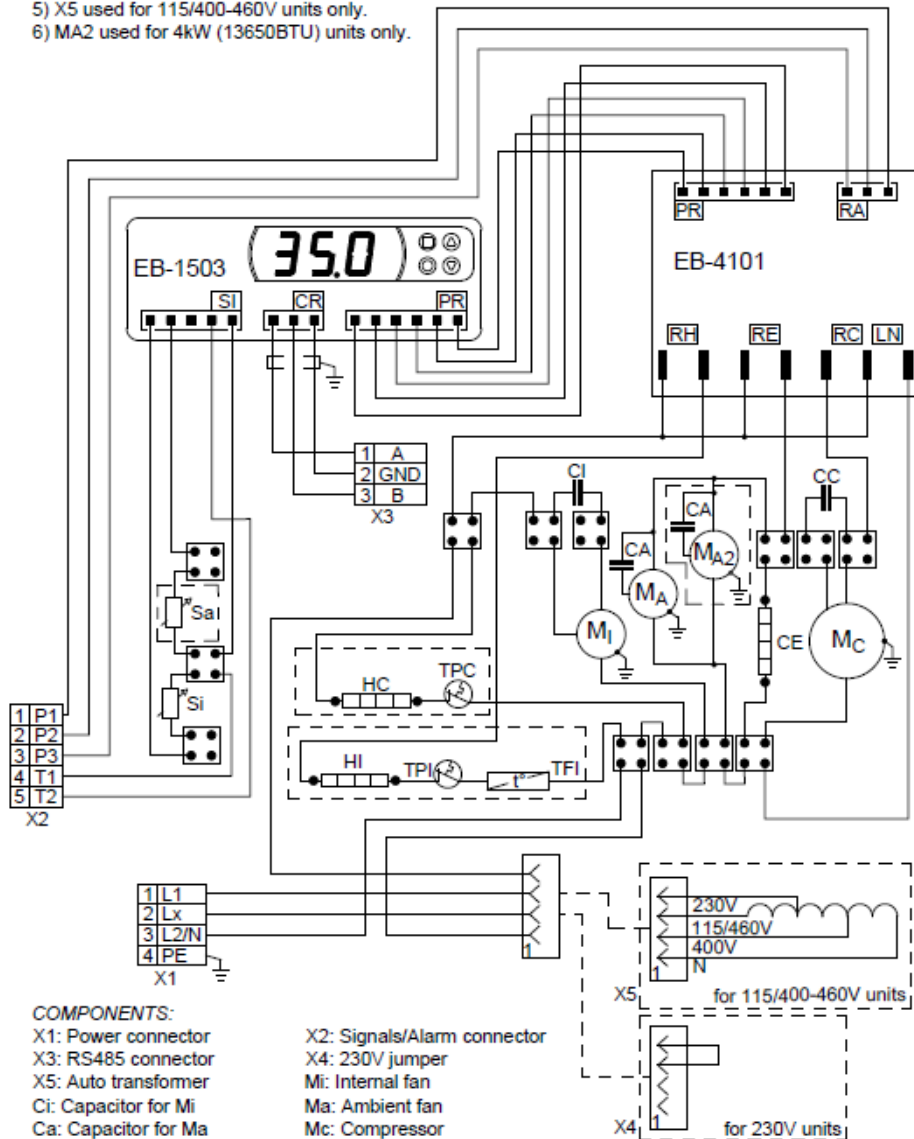 5) X5 used for 115/400-460V units only.
6) MA2 used for 4kW (13650BTU) units only.
PR
RA
EB-4101
EB-1503
35.0
SI
CR
PR
RH
RE
RC
LN
1 A
2 GND
3 B
X3
CI
CC
CA
MA2
CA
MA
MI
CE
MC
Sa
Si
HC
TPC
HI
TPI
t°
TFI
1 P1
2 P2
3 P3
4 T1
5 T2
X2
1 L1
2 Lx
3 L2/N
4 PE
X1
1
230V
115/460V
400V
1 N
X5
for 115/400-460V units
1
X4
for 230V units
COMPONENTS:
X1: Power connector
X2: Signals/Alarm connector
X3: RS485 connector
X4: 230V jumper
X5: Auto transformer
Mi: Internal fan
Ci: Capacitor for Mi
Ma: Ambient fan
Ca: Capacitor for Ma
Mc: Compressor